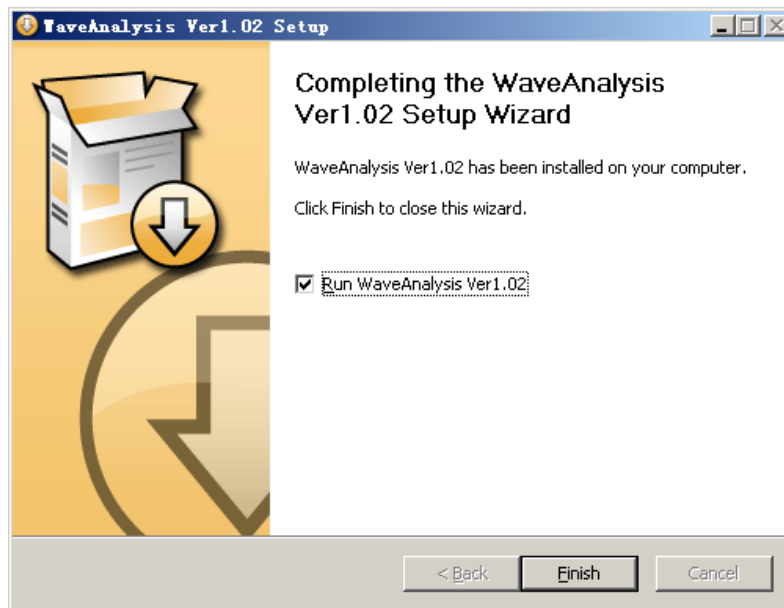 WaveAnalysis Ver1.02 Setup
Completing the WaveAnalysis
Ver1.02 Setup Wizard
WaveAnalysis Ver1.02 has been installed on your computer.
Click Finish to close this wizard.
Run WaveAnalysis Ver1.02
< Back
Finish
Cancel